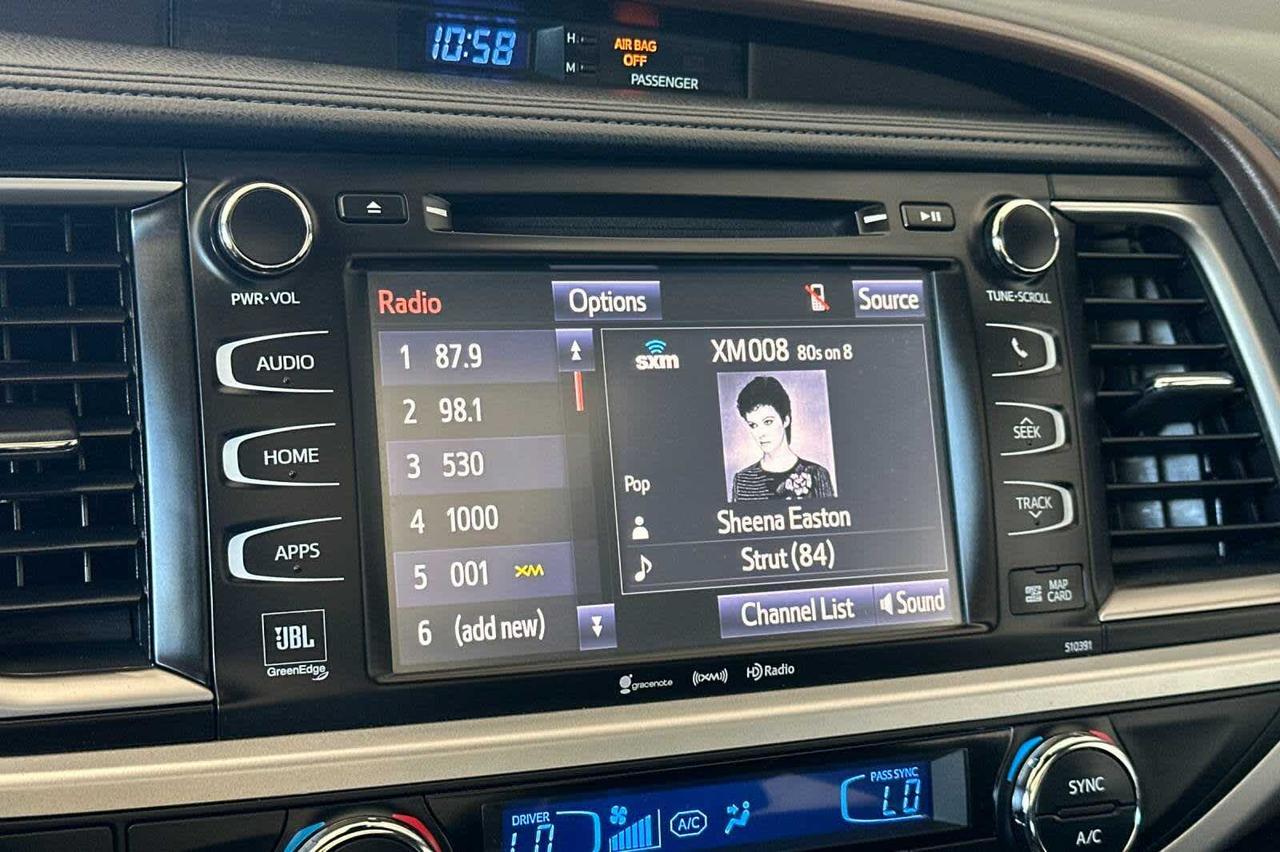 10:58
H
M
AIR BAG
OFF
PASSENGER
PWR·VOL
TUNE·SCROLL
AUDIO
HOME
APPS
JBL
GreenEdge
Radio
Options
Source
1 87.9
2 98.1
3 530
4 1000
5 001 XM
6 (add new)
sxm
XM008 80s on 8
Pop
Sheena Easton
Strut (84)
Channel List
Sound
SEEK
TRACK
MAP
CARD
510391
gracenote
((XM))
HD Radio
DRIVER
LO
A/C
PASS SYNC
LO
SYNC
A/C